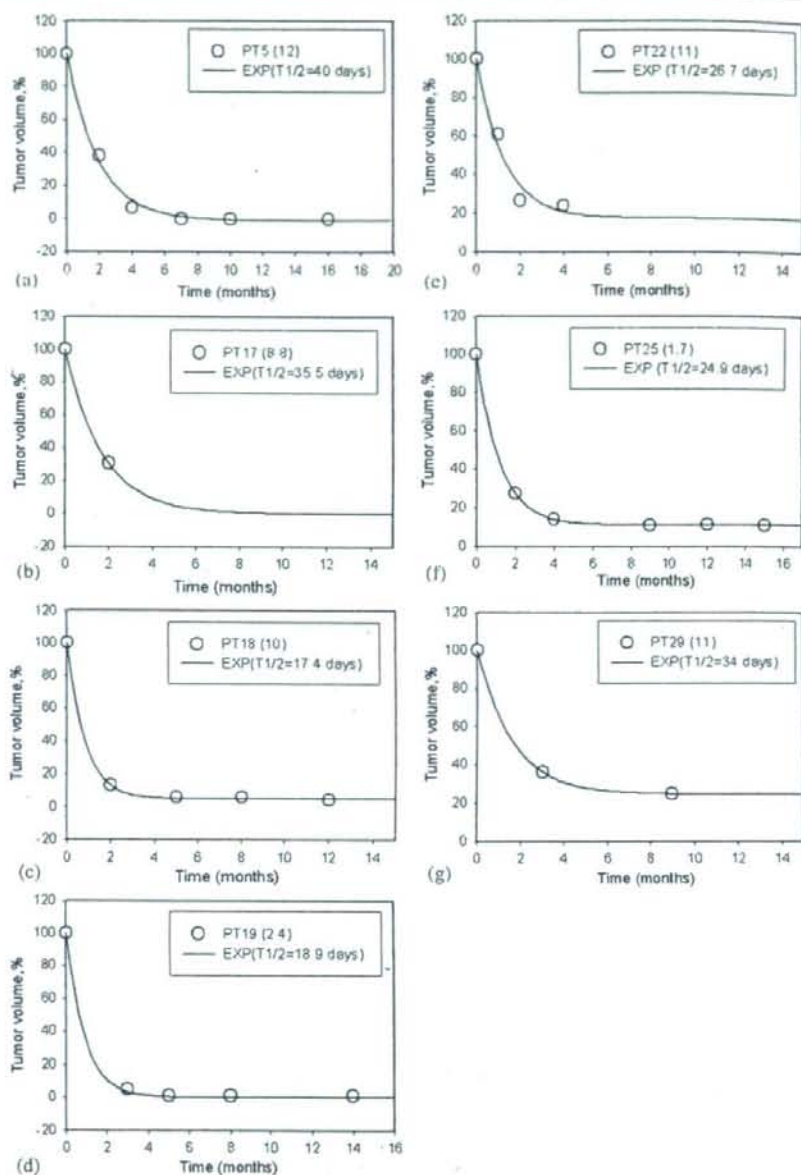 120
100
80
60
40
20
0
-20
Tumor volume,%
PT5 (12)
EXP(T1/2=40 days)
0 2 4 6 8 10 12 14 16 18 20
Time (months)
(a)
120
100
80
60
40
20
0
-20
Tumor volume,%
PT17 (8 8)
EXP(T1/2=35 5 days)
0 2 4 6 8 10 12 14
Time (months)
(b)
120
100
80
60
40
20
0
-20
Tumor volume,%
PT18 (10)
EXP(T1/2=17 4 days)
0 2 4 6 8 10 12 14
Time (months)
(c)
120
100
80
60
40
20
0
-20
Tumor volume,%
PT19 (2 4)
EXP(T1/2=18 9 days)
0 2 4 6 8 10 12 14 16
Time (months)
(d)
120
100
80
60
40
20
0
Tumor volume,%
PT22 (11)
EXP (T1/2=26 7 days)
0 2 4 6 8 10 12 14
Time (months)
(e)
120
100
80
60
40
20
0
Tumor volume,%
PT25 (1.7)
EXP (T1/2=24 9 days)
0 2 4 6 8 10 12 14 16
Time (months)
(f)
120
100
80
60
40
20
0
Tumor volume,%
PT29 (11)
EXP(T1/2=34 days)
0 2 4 6 8 10 12 14
Time (months)
(g)